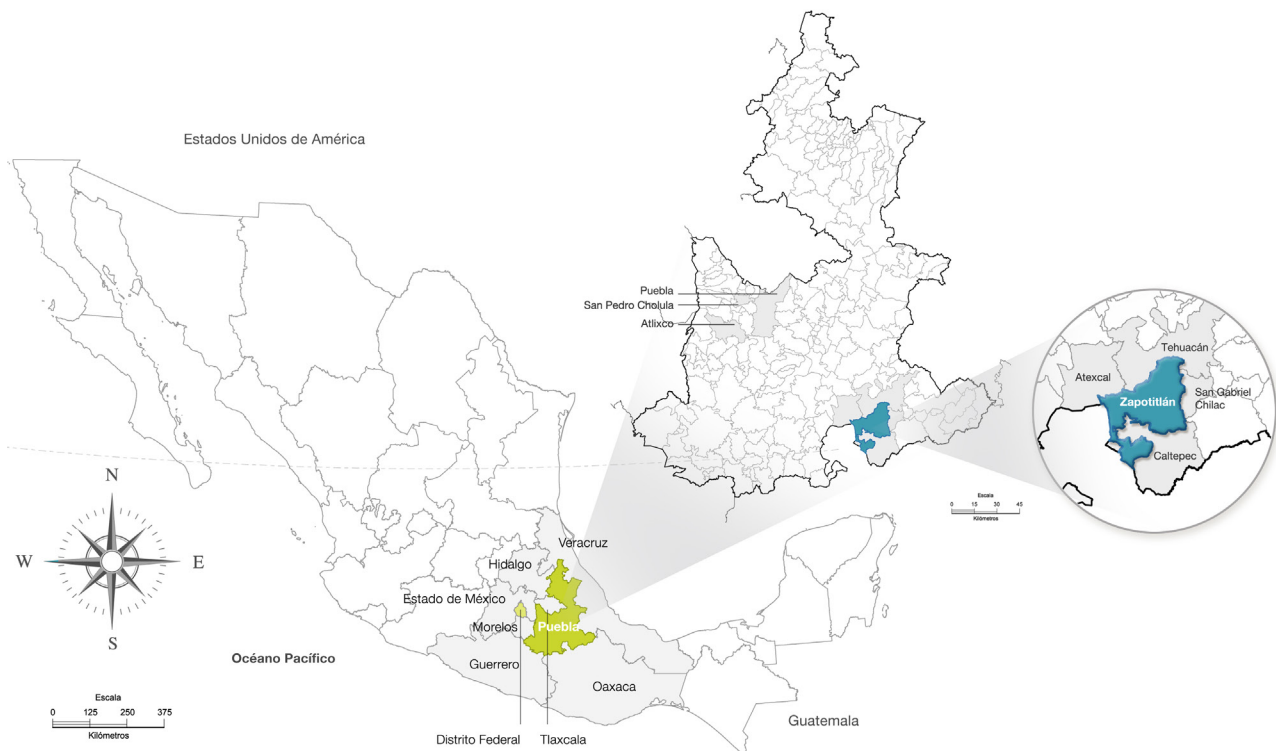 Estados Unidos de América
Puebla
San Pedro Cholula
Atlixco
Tehuacán
Atexcal
Zapotitlán
San Gabriel
Chilac
Caltepec
Escala
0 15 30 45
Kilómetros
N
W
E
S
Veracruz
Hidalgo
Estado de México
Morelos
Puebla
Guerrero
Oaxaca
Océano Pacífico
Guatemala
Escala
0 125 250 375
Kilómetros
Distrito Federal
Tlaxcala